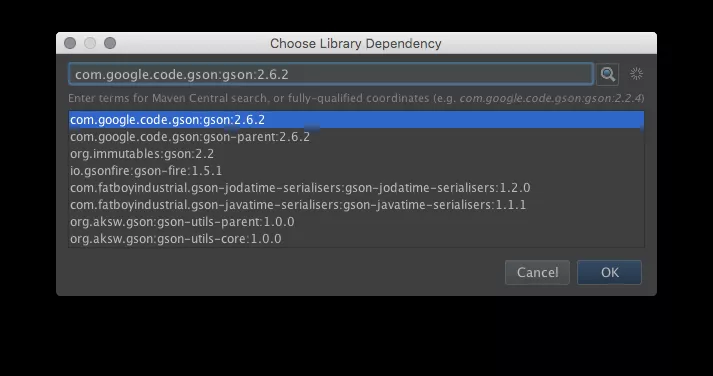 Choose Library Dependency
com.google.code.gson:gson:2.6.2
Enter terms for Maven Central search, or fully-qualified coordinates (e.g. com.google.code.gson:gson:2.2.4)
com.google.code.gson:gson:2.6.2
com.google.code.gson:gson-parent:2.6.2
org.immutables:gson:2.2
io.gsonfire:gson-fire:1.5.1
com.fatboyindustrial.gson-jodatime-serialisers:gson-jodatime-serialisers:1.2.0
com.fatboyindustrial.gson-javatime-serialisers:gson-javatime-serialisers:1.1.1
org.aksw.gson:gson-utils-parent:1.0.0
org.aksw.gson:gson-utils-core:1.0.0
Cancel OK